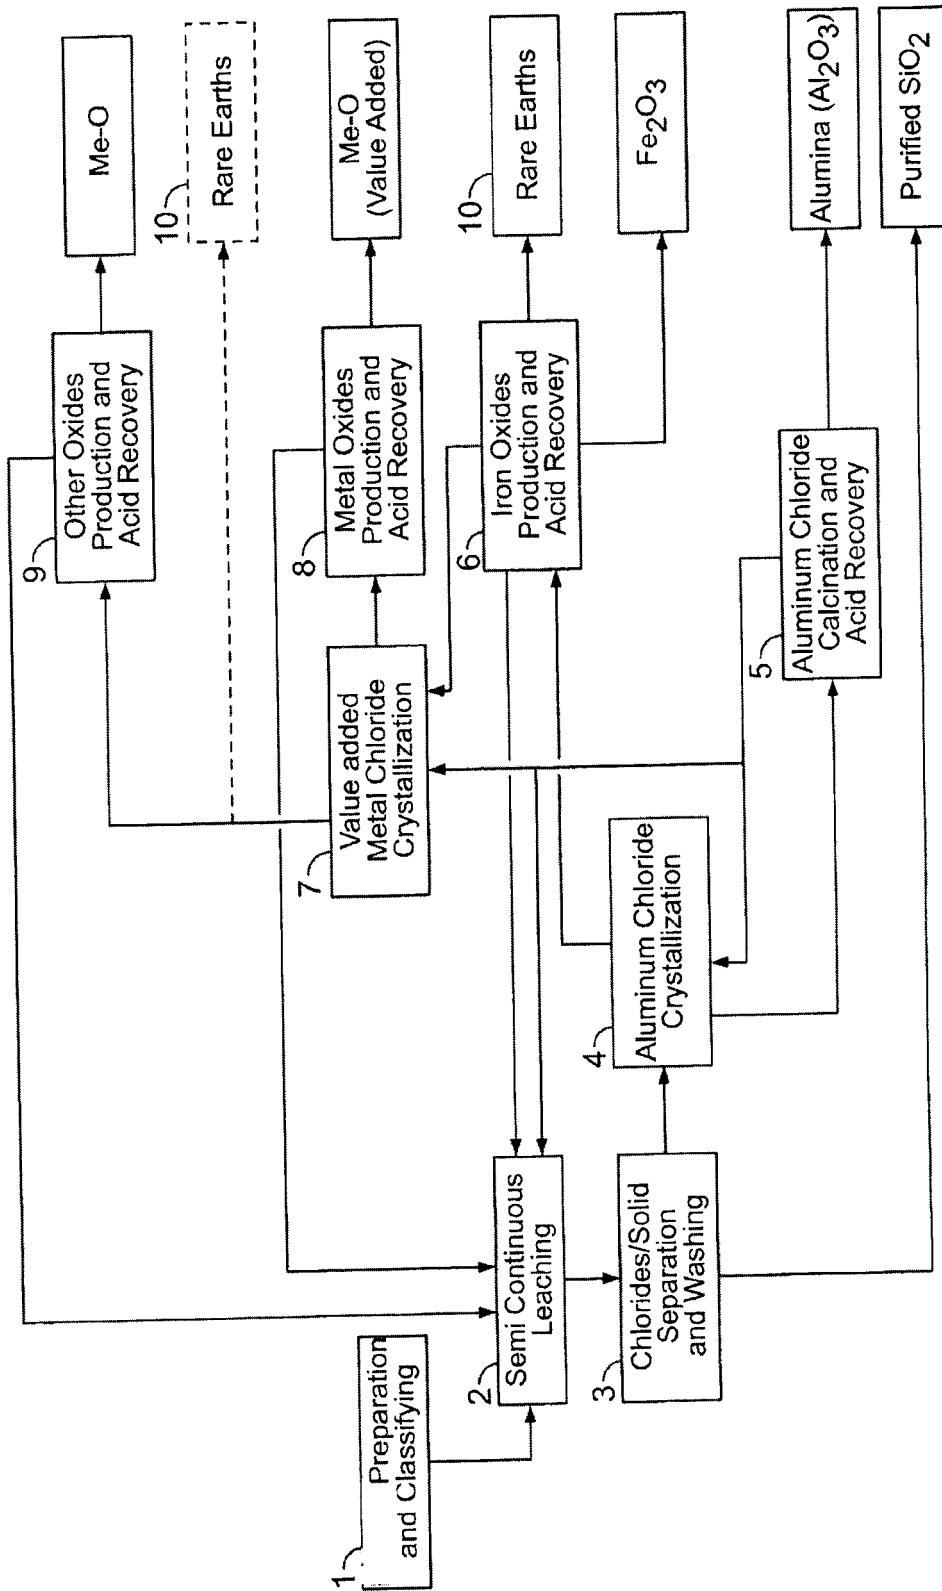 1
Preparation
and Classifying
2
Semi Continuous
Leaching
3
Chlorides/Solid
Separation
and Washing
4
Aluminum Chloride
Crystallization
5
Aluminum Chloride
Calcination and
Acid Recovery
6
Iron Oxides
Production and
Acid Recovery
7
Value added
Metal Chloride
Crystallization
8
Metal Oxides
Production and
Acid Recovery
9
Other Oxides
Production and
Acid Recovery
Me-O
10
Rare Earths
Me-O
(Value Added)
10
Rare Earths
Fe2O3
Alumina (Al2O3)
Purified SiO2